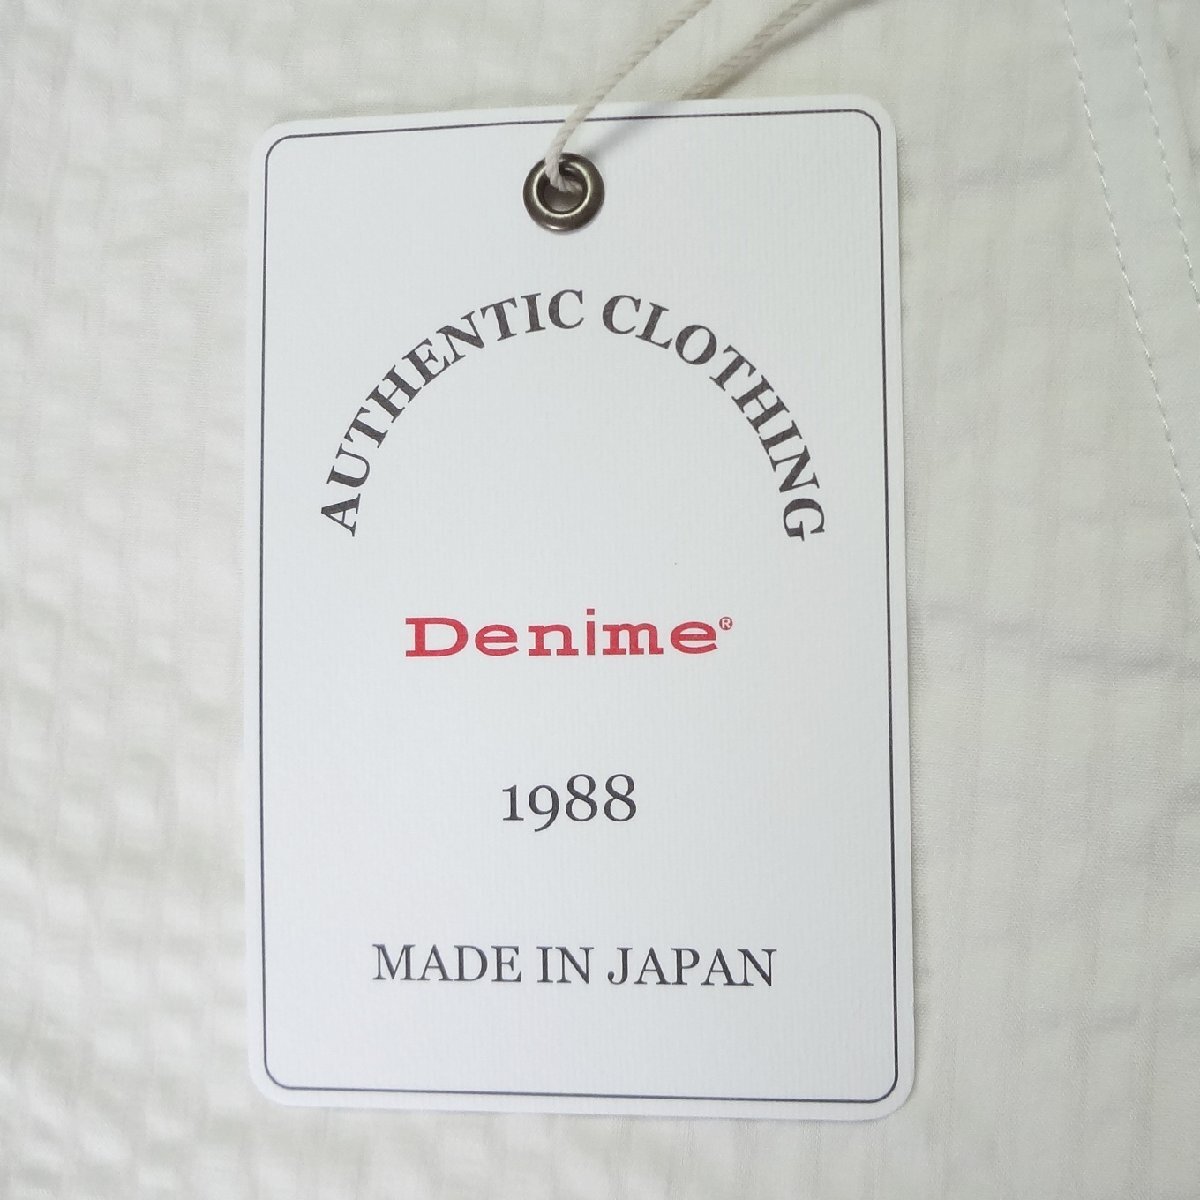 AUTHENTIC CLOTHING
Denime®
1988
MADE IN JAPAN